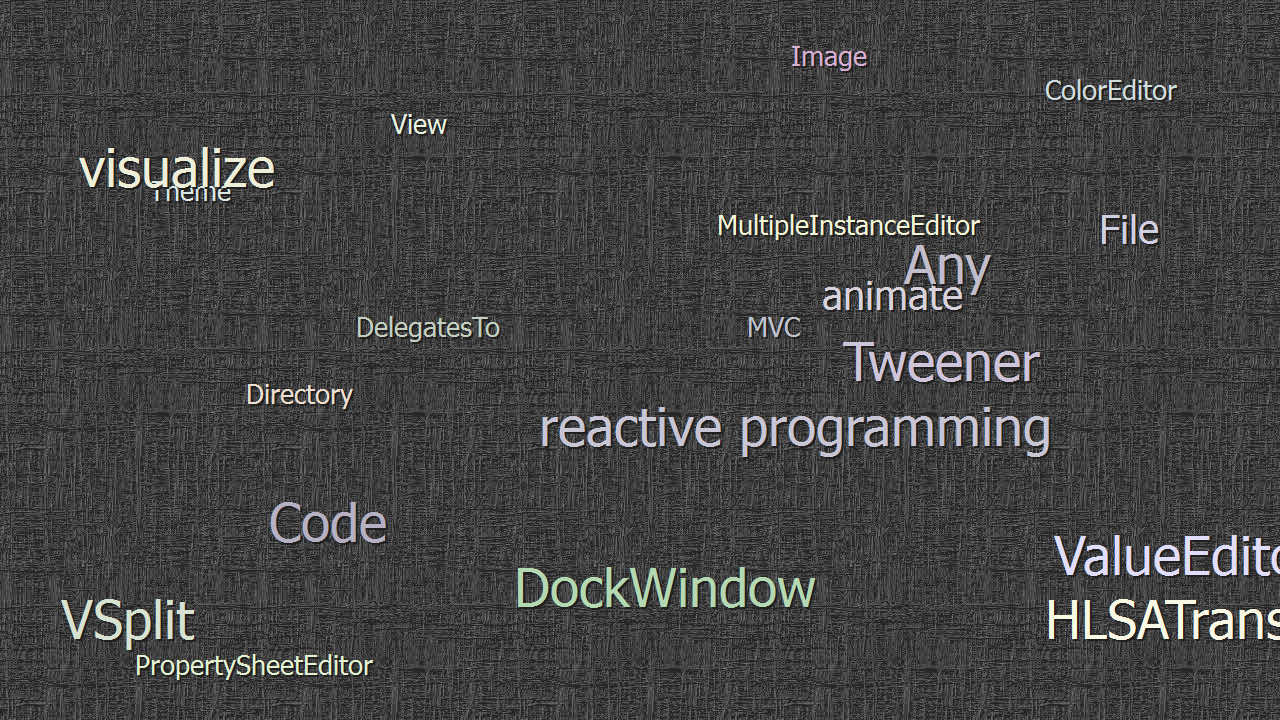 Image
ColorEditor
View
visualize
Theme
MultipleInstanceEditor
File
Any
animate
DelegatesTo
MVC
Tweener
Directory
reactive programming
Code
ValueEdito
DockWindow
VSplit
HLSATrans
PropertySheetEditor